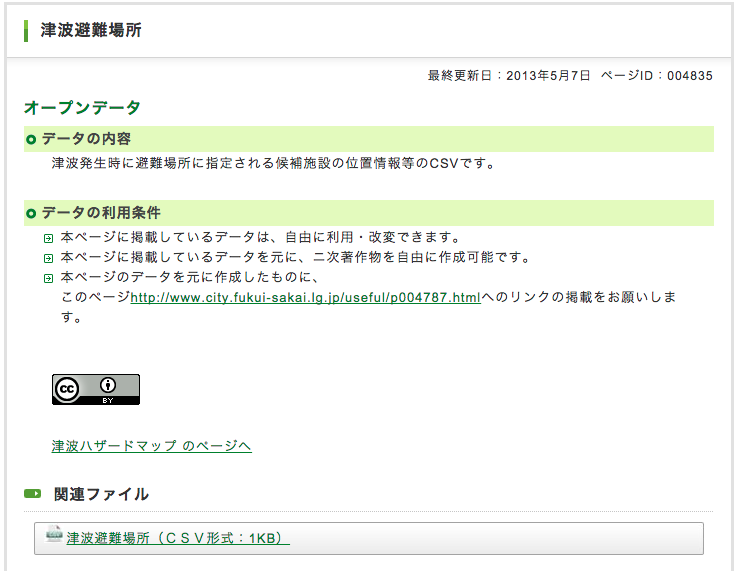 津波避難場所
最終更新日：2013年5月7日 ページID：004835
オープンデータ
データの内容
津波発生時に避難場所に指定される候補施設の位置情報等のCSVです。
データの利用条件
本ページに掲載しているデータは、自由に利用・改変できます。
本ページに掲載しているデータを元に、二次著作物を自由に作成可能です。
本ページのデータを元に作成したものに、
このページhttp://www.city.fukui-sakai.lg.jp/useful/p004787.htmlへのリンクの掲載をお願いしま
す。
cc
BY
津波ハザードマップ のページへ
関連ファイル
津波避難場所（ＣＳＶ形式：1KB）